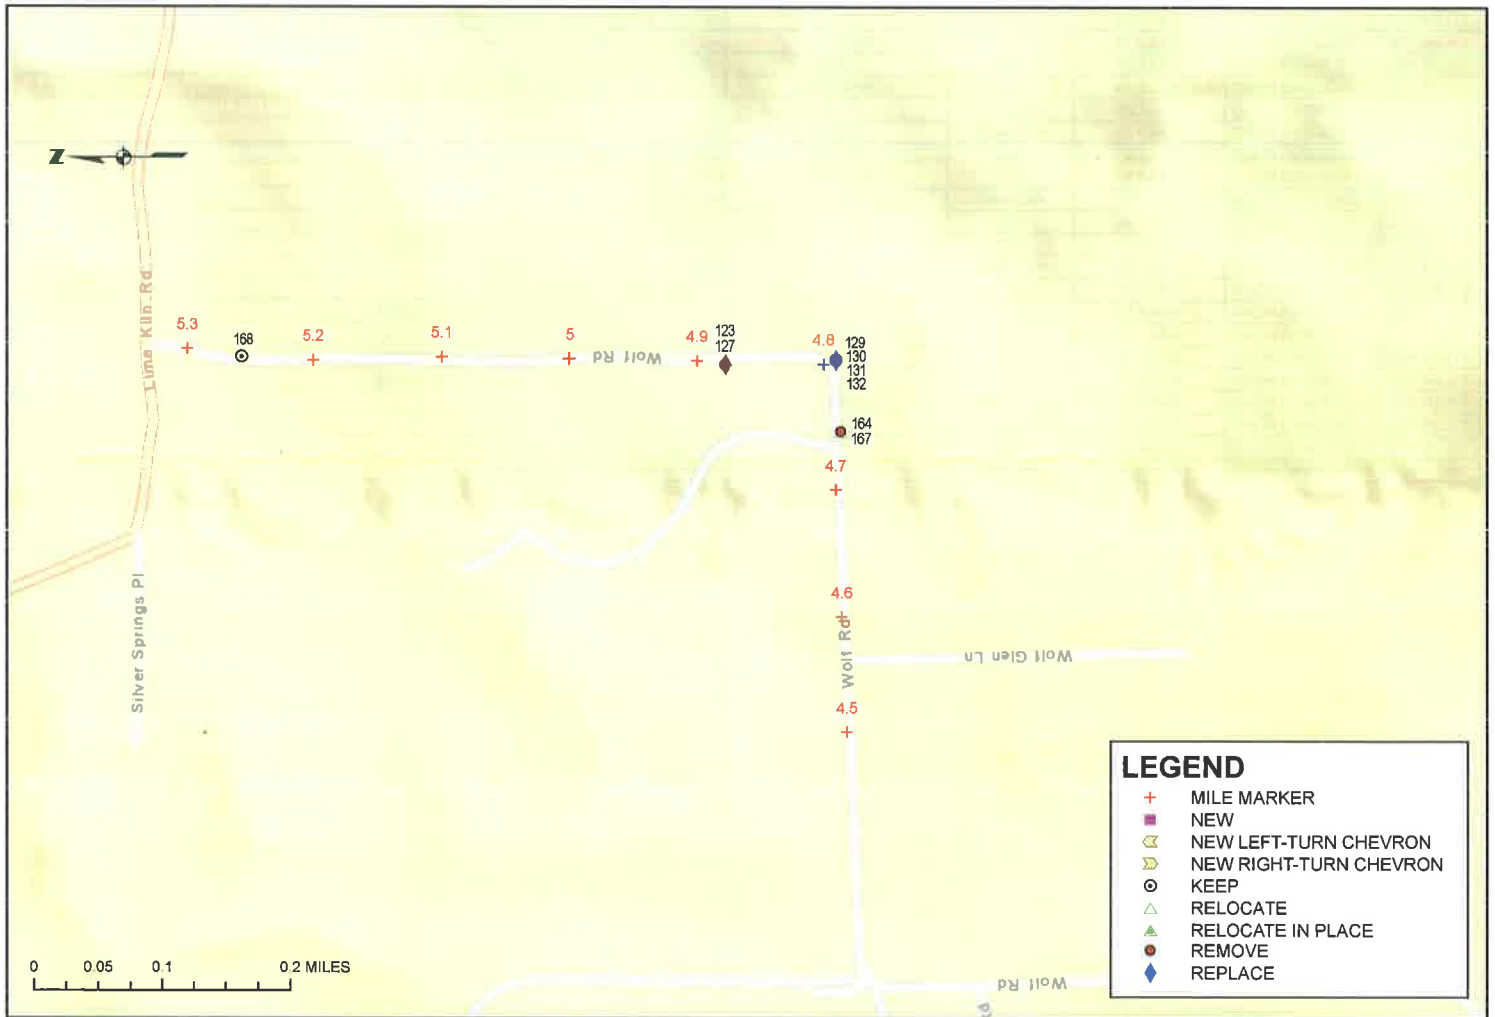 Z
Lime Kiln Rd
5.3
168
5.2
5.1
5
Wolf Rd
4.9
123
127
4.8
129
130
131
132
164
167
4.7
4.6
Wolf Rd
Wolf Glen Ln
4.5
Silver Springs Pl
Wolf Rd
Rd
0 0.05 0.1 0.2 MILES
LEGEND
MILE MARKER
NEW
NEW LEFT-TURN CHEVRON
NEW RIGHT-TURN CHEVRON
KEEP
RELOCATE
RELOCATE IN PLACE
REMOVE
REPLACE